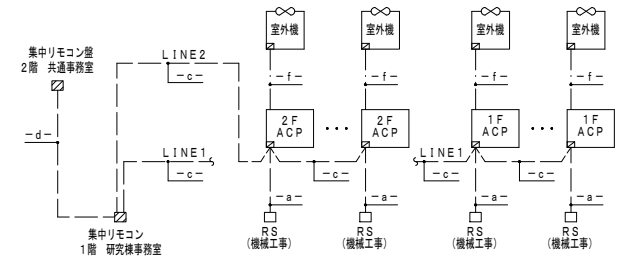 室外機
室外機
室外機
室外機
集中リモコン盤
2階 共通事務室
LINE2
-c-
-f-
-f-
-f-
-f-
2F
ACP
2F
ACP
1F
ACP
1F
ACP
・・・
・・・
-d-
LINE1
-c-
-c-
LINE1
-c-
-c-
-a-
-a-
-a-
-a-
集中リモコン
1階 研究棟事務室
RS
(機械工事)
RS
(機械工事)
RS
(機械工事)
RS
(機械工事)